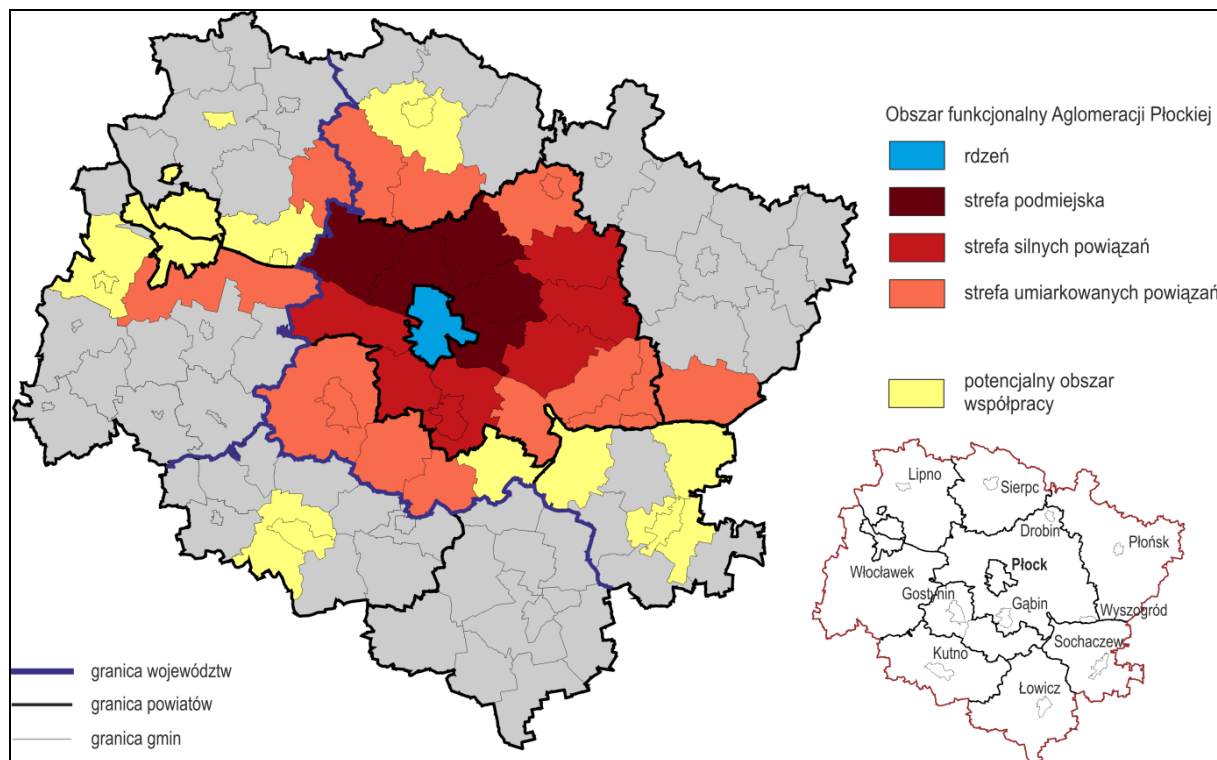 Obszar funkcjonalny Aglomeracji Płockiej
rdzeń
strefa podmiejska
strefa silnych powiązań
strefa umiarkowanych powiązań
potencjalny obszar
współpracy
Lipno
Sierpc
Drobin
Płońsk
Płock
Włocławek
Gostynin
Gąbin
Wyszogród
Sochaczew
Kutno
Łowicz
granica województw
granica powiatów
granica gmin